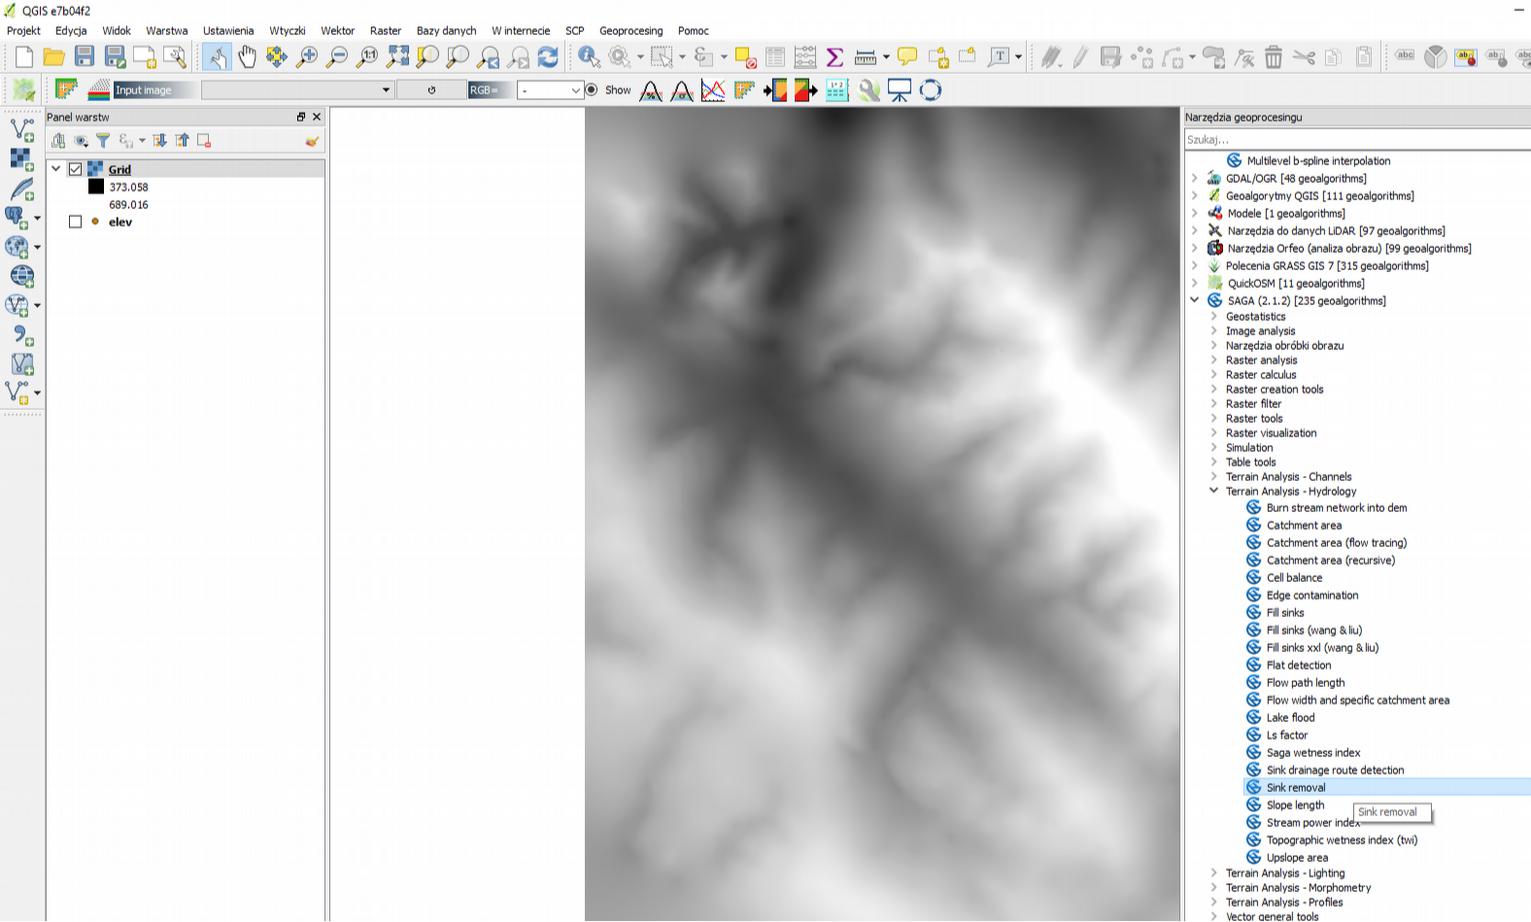 QGIS e7b04f2
Projekt Edycja Widok Warstwa Ustawienia Wtyczki Wektor Raster Bazy danych W internecie SCP Geoprocesing Pomoc
Input image RGB= - Show
Panel warstw
Grid
373.058
689.016
elev
Narzędzia geoprocesingu
Szukaj...
Multilevel b-spline interpolation
GDAL/OGR [48 geoalgorithms]
Geoalgorytmy QGIS [111 geoalgorithms]
Modele [1 geoalgorithms]
Narzędzia do danych LiDAR [97 geoalgorithms]
Narzędzia Orfeo (analiza obrazu) [99 geoalgorithms]
Polecenia GRASS GIS 7 [315 geoalgorithms]
QuickOSM [11 geoalgorithms]
SAGA (2.1.2) [235 geoalgorithms]
Geostatistics
Image analysis
Narzędzia obróbki obrazu
Raster analysis
Raster calculus
Raster creation tools
Raster filter
Raster tools
Raster visualization
Simulation
Table tools
Terrain Analysis - Channels
Terrain Analysis - Hydrology
Burn stream network into dem
Catchment area
Catchment area (flow tracing)
Catchment area (recursive)
Cell balance
Edge contamination
Fill sinks
Fill sinks (wang & liu)
Fill sinks xxl (wang & liu)
Flat detection
Flow path length
Flow width and specific catchment area
Lake flood
Ls factor
Saga wetness index
Sink drainage route detection
Sink removal
Slope length
Sink removal
Stream power index
Topographic wetness index (twi)
Upslope area
Terrain Analysis - Lighting
Terrain Analysis - Morphometry
Terrain Analysis - Profiles
Vector general tools